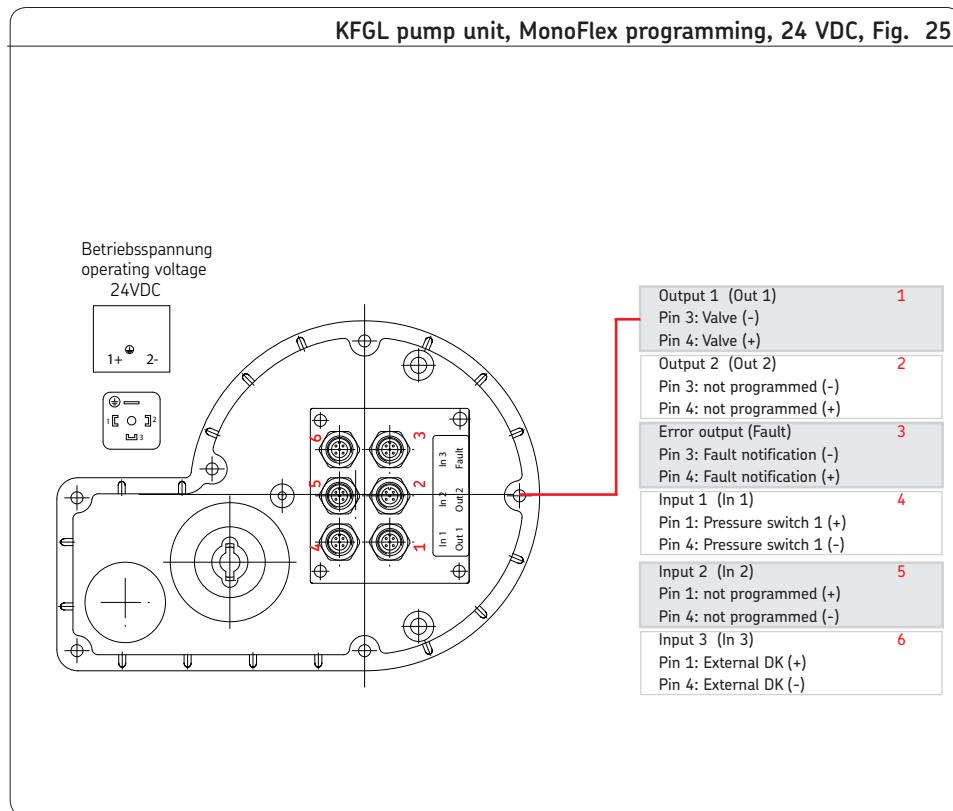 KFGL pump unit, MonoFlex programming, 24 VDC, Fig. 25
Betriebsspannung
operating voltage
24VDC
1+ 2-
1 2
3
6 3
5 2
4 1
In 3 Fault
In 2 Out2
In 1 Out 1
Output 1 (Out 1) 1
Pin 3: Valve (-)
Pin 4: Valve (+)
Output 2 (Out 2) 2
Pin 3: not programmed (-)
Pin 4: not programmed (+)
Error output (Fault) 3
Pin 3: Fault notification (-)
Pin 4: Fault notification (+)
Input 1 (In 1) 4
Pin 1: Pressure switch 1 (+)
Pin 4: Pressure switch 1 (-)
Input 2 (In 2) 5
Pin 1: not programmed (+)
Pin 4: not programmed (-)
Input 3 (In 3) 6
Pin 1: External DK (+)
Pin 4: External DK (-)